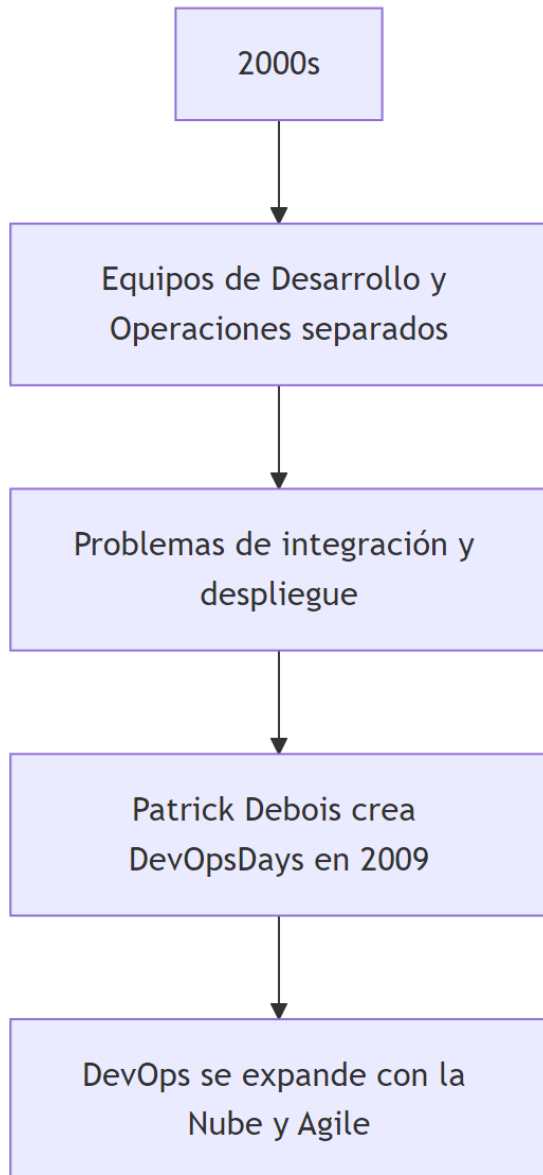 2000s
Equipos de Desarrollo y
Operaciones separados
Problemas de integración y
despliegue
Patrick Debois crea
DevOpsDays en 2009
DevOps se expande con la
Nube y Agile